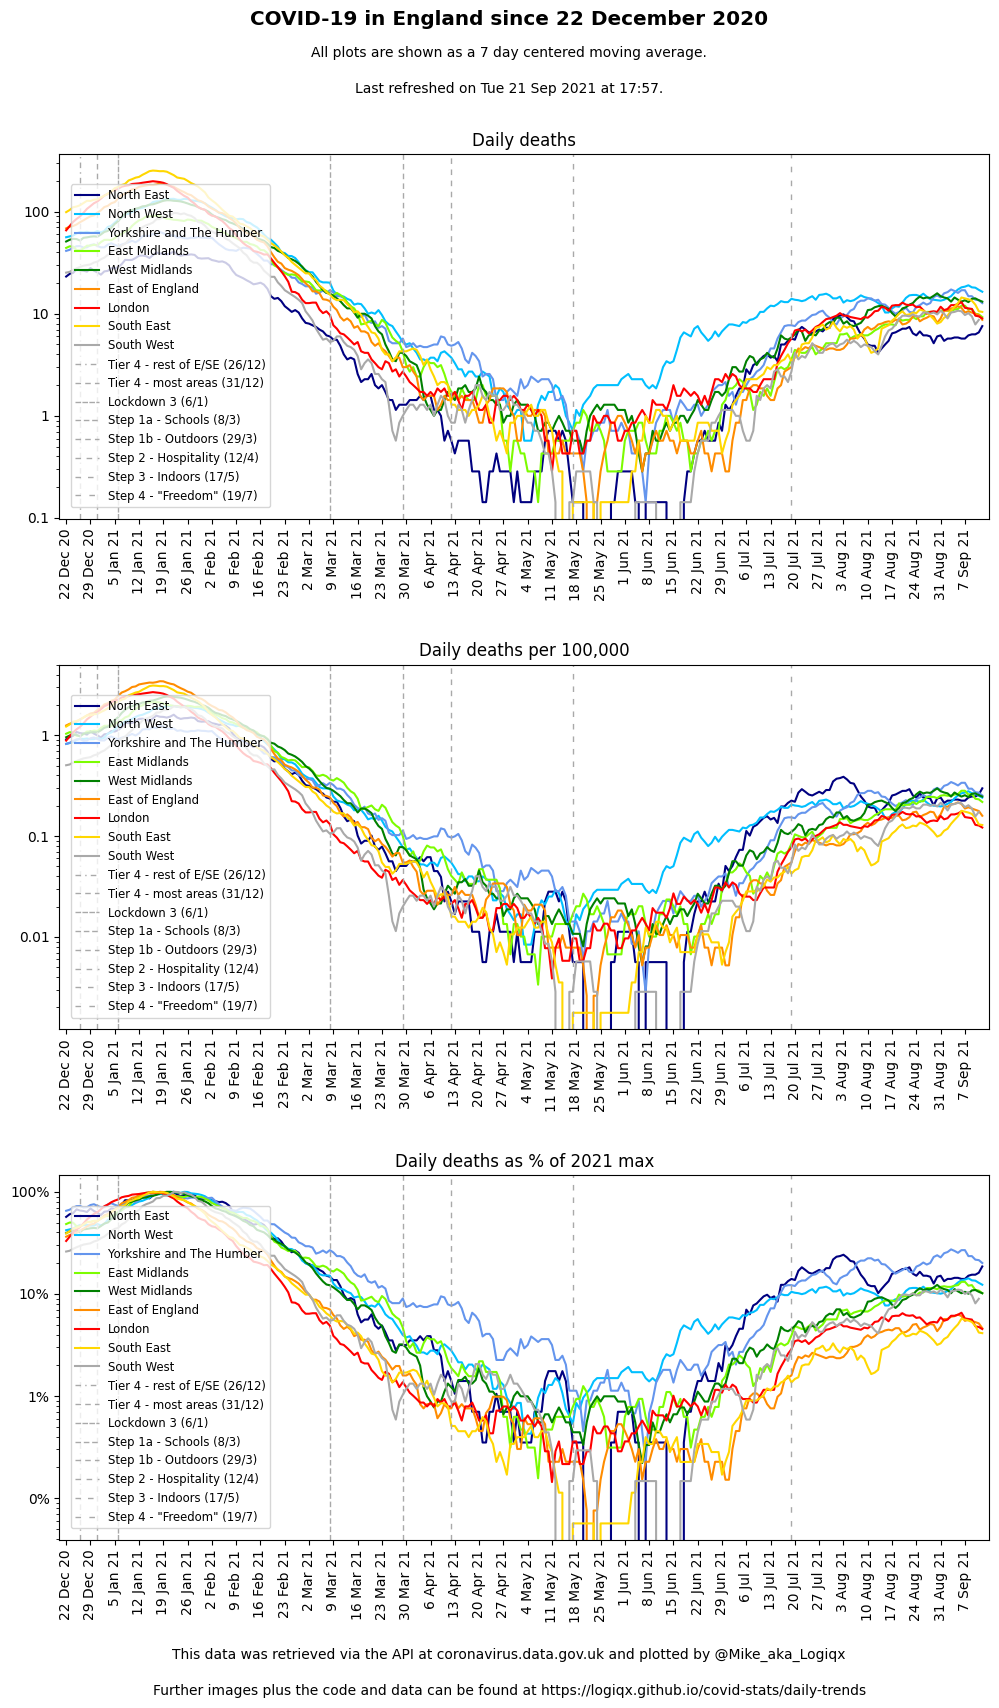 COVID-19 in England since 22 December 2020
All plots are shown as a 7 day centered moving average.
Last refreshed on Tue 21 Sep 2021 at 17:57.
Daily deaths
100
10
1
0.1
North East
North West
Yorkshire and The Humber
East Midlands
West Midlands
East of England
London
South East
South West
Tier 4 - rest of E/SE (26/12)
Tier 4 - most areas (31/12)
Lockdown 3 (6/1)
Step 1a - Schools (8/3)
Step 1b - Outdoors (29/3)
Step 2 - Hospitality (12/4)
Step 3 - Indoors (17/5)
Step 4 - "Freedom" (19/7)
22 Dec 20
29 Dec 20
5 Jan 21
12 Jan 21
19 Jan 21
26 Jan 21
2 Feb 21
9 Feb 21
16 Feb 21
23 Feb 21
2 Mar 21
9 Mar 21
16 Mar 21
23 Mar 21
30 Mar 21
6 Apr 21
13 Apr 21
20 Apr 21
27 Apr 21
4 May 21
11 May 21
18 May 21
25 May 21
1 Jun 21
8 Jun 21
15 Jun 21
22 Jun 21
29 Jun 21
6 Jul 21
13 Jul 21
20 Jul 21
27 Jul 21
3 Aug 21
10 Aug 21
17 Aug 21
24 Aug 21
31 Aug 21
7 Sep 21
Daily deaths per 100,000
1
0.1
0.01
North East
North West
Yorkshire and The Humber
East Midlands
West Midlands
East of England
London
South East
South West
Tier 4 - rest of E/SE (26/12)
Tier 4 - most areas (31/12)
Lockdown 3 (6/1)
Step 1a - Schools (8/3)
Step 1b - Outdoors (29/3)
Step 2 - Hospitality (12/4)
Step 3 - Indoors (17/5)
Step 4 - "Freedom" (19/7)
22 Dec 20
29 Dec 20
5 Jan 21
12 Jan 21
19 Jan 21
26 Jan 21
2 Feb 21
9 Feb 21
16 Feb 21
23 Feb 21
2 Mar 21
9 Mar 21
16 Mar 21
23 Mar 21
30 Mar 21
6 Apr 21
13 Apr 21
20 Apr 21
27 Apr 21
4 May 21
11 May 21
18 May 21
25 May 21
1 Jun 21
8 Jun 21
15 Jun 21
22 Jun 21
29 Jun 21
6 Jul 21
13 Jul 21
20 Jul 21
27 Jul 21
3 Aug 21
10 Aug 21
17 Aug 21
24 Aug 21
31 Aug 21
7 Sep 21
Daily deaths as % of 2021 max
100%
10%
1%
0%
North East
North West
Yorkshire and The Humber
East Midlands
West Midlands
East of England
London
South East
South West
Tier 4 - rest of E/SE (26/12)
Tier 4 - most areas (31/12)
Lockdown 3 (6/1)
Step 1a - Schools (8/3)
Step 1b - Outdoors (29/3)
Step 2 - Hospitality (12/4)
Step 3 - Indoors (17/5)
Step 4 - "Freedom" (19/7)
22 Dec 20
29 Dec 20
5 Jan 21
12 Jan 21
19 Jan 21
26 Jan 21
2 Feb 21
9 Feb 21
16 Feb 21
23 Feb 21
2 Mar 21
9 Mar 21
16 Mar 21
23 Mar 21
30 Mar 21
6 Apr 21
13 Apr 21
20 Apr 21
27 Apr 21
4 May 21
11 May 21
18 May 21
25 May 21
1 Jun 21
8 Jun 21
15 Jun 21
22 Jun 21
29 Jun 21
6 Jul 21
13 Jul 21
20 Jul 21
27 Jul 21
3 Aug 21
10 Aug 21
17 Aug 21
24 Aug 21
31 Aug 21
7 Sep 21
This data was retrieved via the API at coronavirus.data.gov.uk and plotted by @Mike_aka_Logiqx
Further images plus the code and data can be found at https://logiqx.github.io/covid-stats/daily-trends